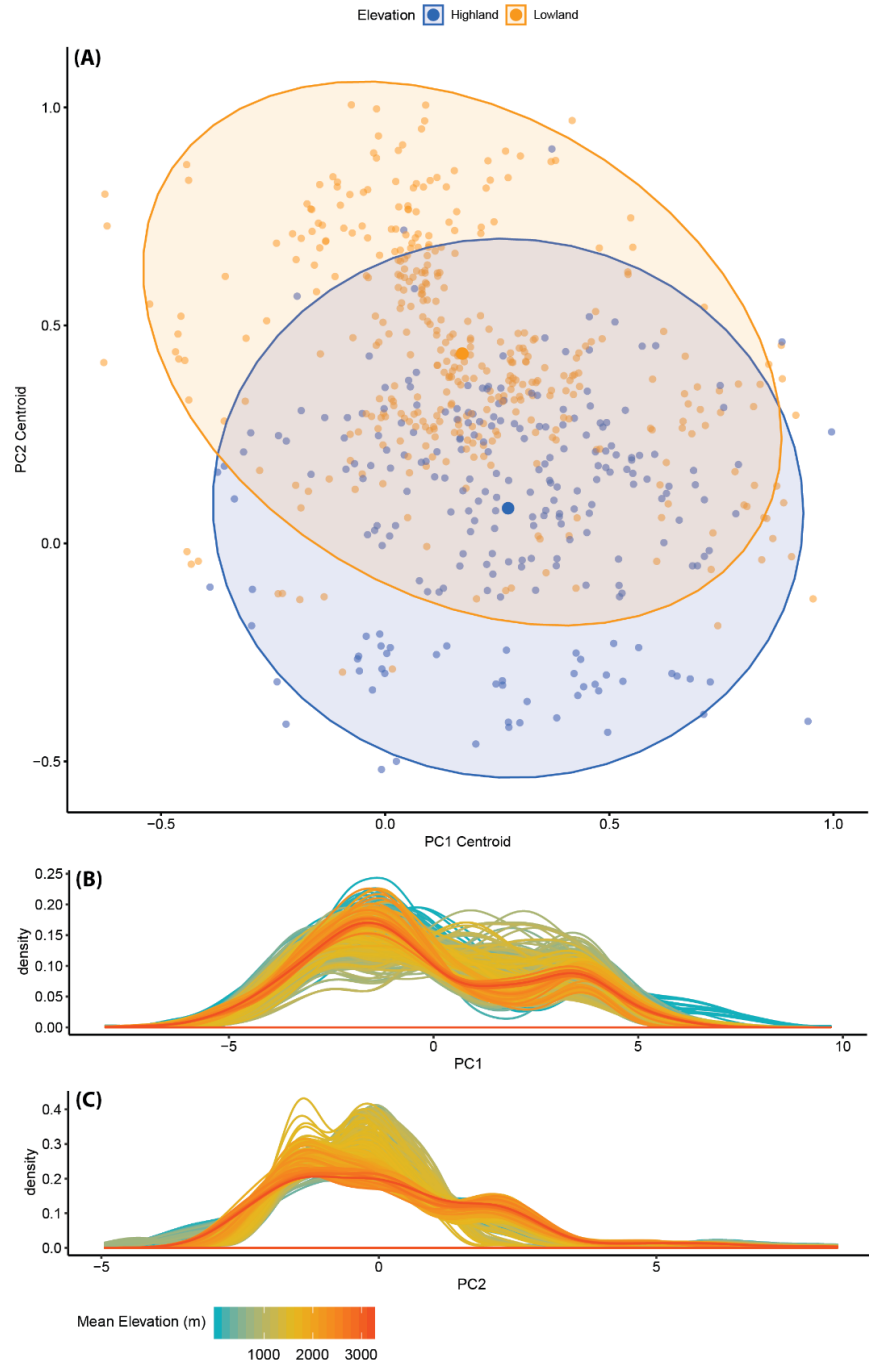 Elevation Highland Lowland
(A)
1.0
0.5
0.0
−0.5
PC2 Centroid
−0.5 0.0 0.5 1.0
PC1 Centroid
(B)
0.25
0.20
0.15
0.10
0.05
0.00
density
−5 0 5 10
PC1
(C)
0.4
0.3
0.2
0.1
0.0
density
−5 0 5
PC2
Mean Elevation (m)
1000 2000 3000